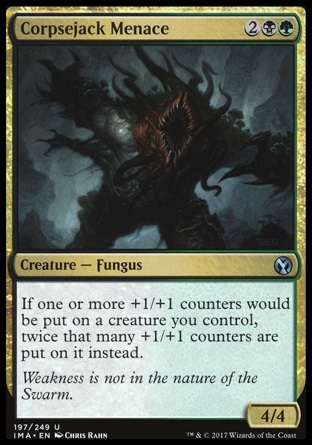 Corpsejack Menace 2
Creature — Fungus
If one or more +1/+1 counters would
be put on a creature you control,
twice that many +1/+1 counters are
put on it instead.
Weakness is not in the nature of the
Swarm.
4/4
197/249 U
IMA • EN Chris Rahn ™ & © 2017 Wizards of the Coast